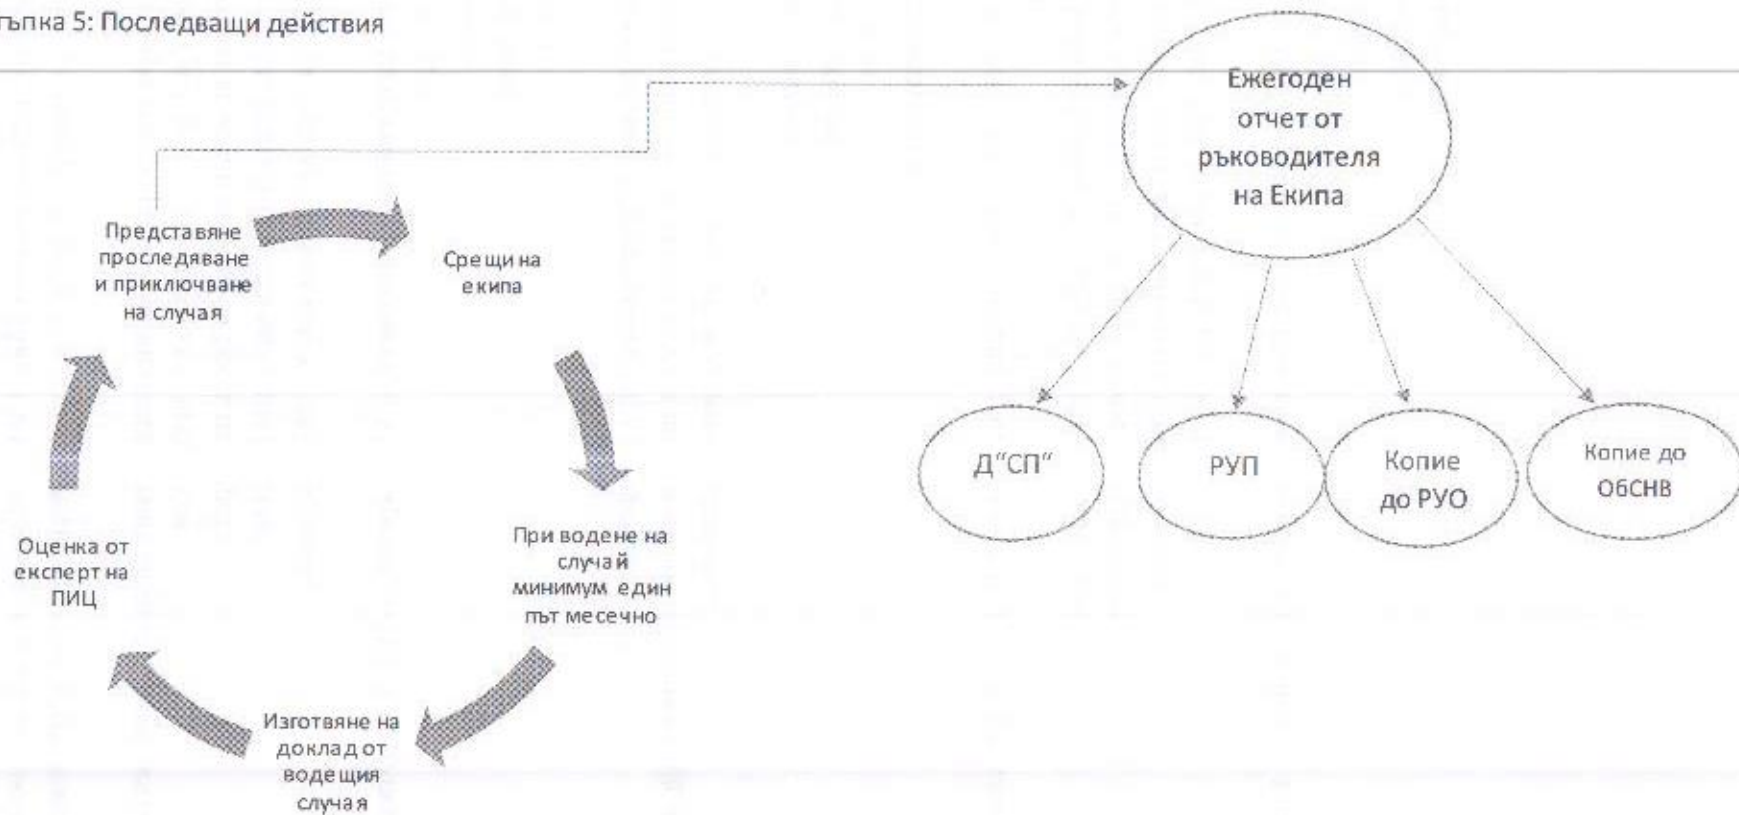 тъпка 5: Последващи действия
Ежегоден
отчет от
ръководителя
на Екипа
Представяне
проследяване
и приключване
на случая
Срещи на
екипа
При водене на
случай
минимум един
път месечно
Изготвяне на
доклад от
водещия
случая
Оценка от
експерт на
ПИЦ
Д"СП"
РУП
Копие
до РУО
Копие до
ОбСНВ